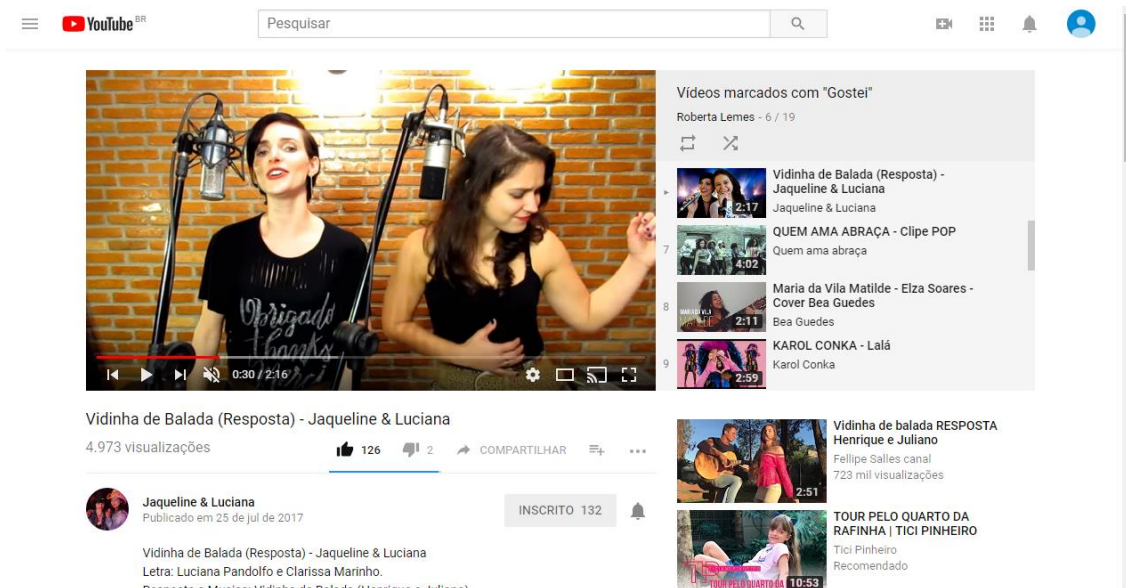 YouTube BR
Pesquisar
Obrigado
Thanks
0:30 / 2:16
Vidinha de Balada (Resposta) - Jaqueline & Luciana
4.973 visualizações
126
2
COMPARTILHAR
Jaqueline & Luciana
Publicado em 25 de jul de 2017
INSCRITO 132
Vidinha de Balada (Resposta) - Jaqueline & Luciana
Letra: Luciana Pandolfo e Clarissa Marinho.
Vídeos marcados com "Gostei"
Roberta Lemes - 6 / 19
2:17
Vidinha de Balada (Resposta) -
Jaqueline & Luciana
Jaqueline & Luciana
7
4:02
QUEM AMA ABRAÇA - Clipe POP
Quem ama abraça
8
2:11
Maria da Vila Matilde - Elza Soares -
Cover Bea Guedes
Bea Guedes
9
2:59
KAROL CONKA - Lalá
Karol Conka
2:51
Vidinha de balada RESPOSTA
Henrique e Juliano
Fellipe Salles canal
723 mil visualizações
TOUR PELO QUARTO DA
10:53
TOUR PELO QUARTO DA
RAFINHA | TICI PINHEIRO
Tici Pinheiro
Recomendado